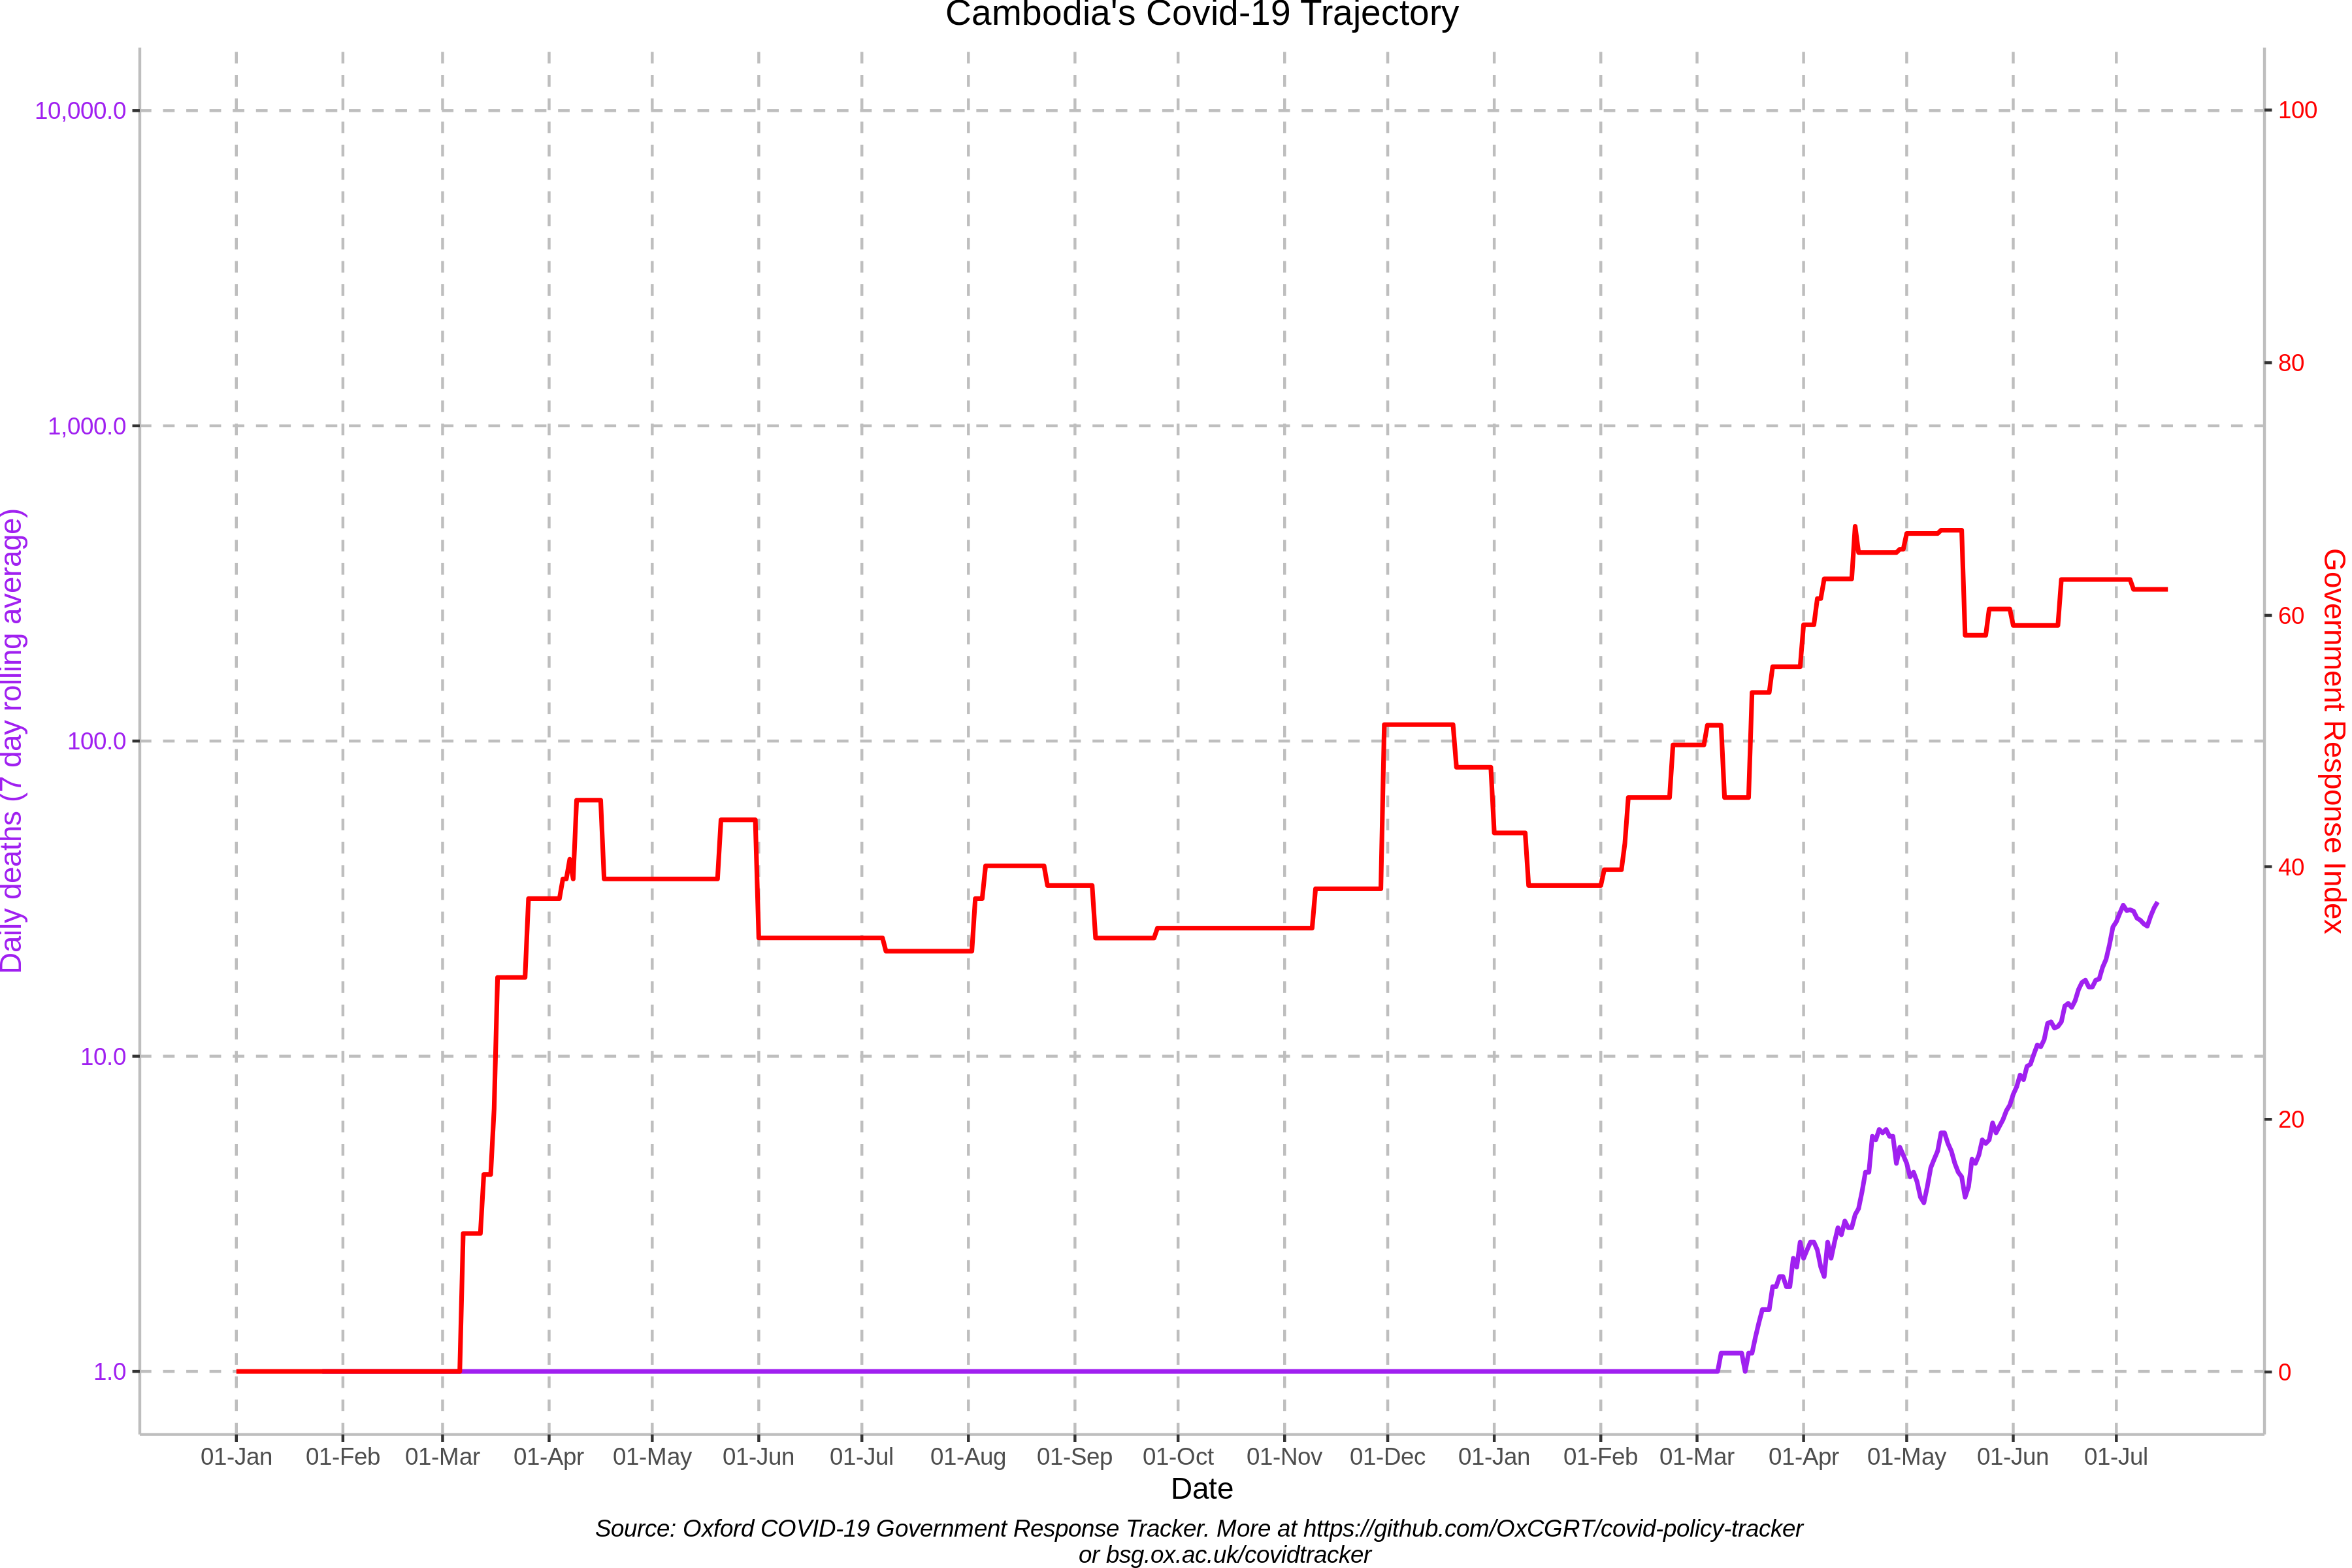 Cambodia's Covid-19 Trajectory
10,000.0
1,000.0
100.0
10.0
1.0
Daily deaths (7 day rolling average)
100
80
60
40
20
0
Government Response Index
01-Jan 01-Feb 01-Mar 01-Apr 01-May 01-Jun 01-Jul 01-Aug 01-Sep 01-Oct 01-Nov 01-Dec 01-Jan 01-Feb 01-Mar 01-Apr 01-May 01-Jun 01-Jul
Date
Source: Oxford COVID-19 Government Response Tracker. More at https://github.com/OxCGRT/covid-policy-tracker
or bsg.ox.ac.uk/covidtracker